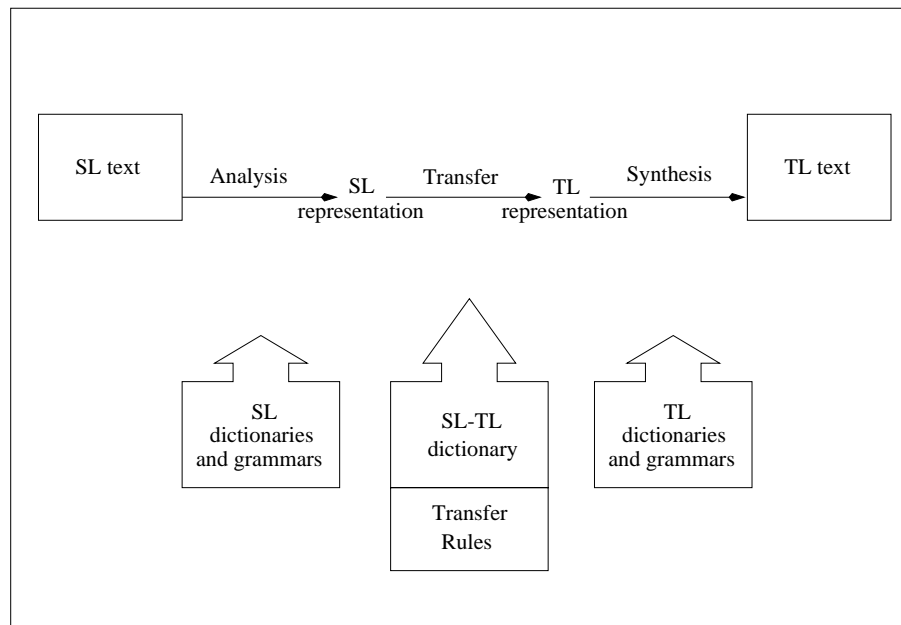 SL text
Analysis
SL
representation
Transfer
TL
representation
Synthesis
TL text
SL
dictionaries
and grammars
SL-TL
dictionary
Transfer
Rules
TL
dictionaries
and grammars